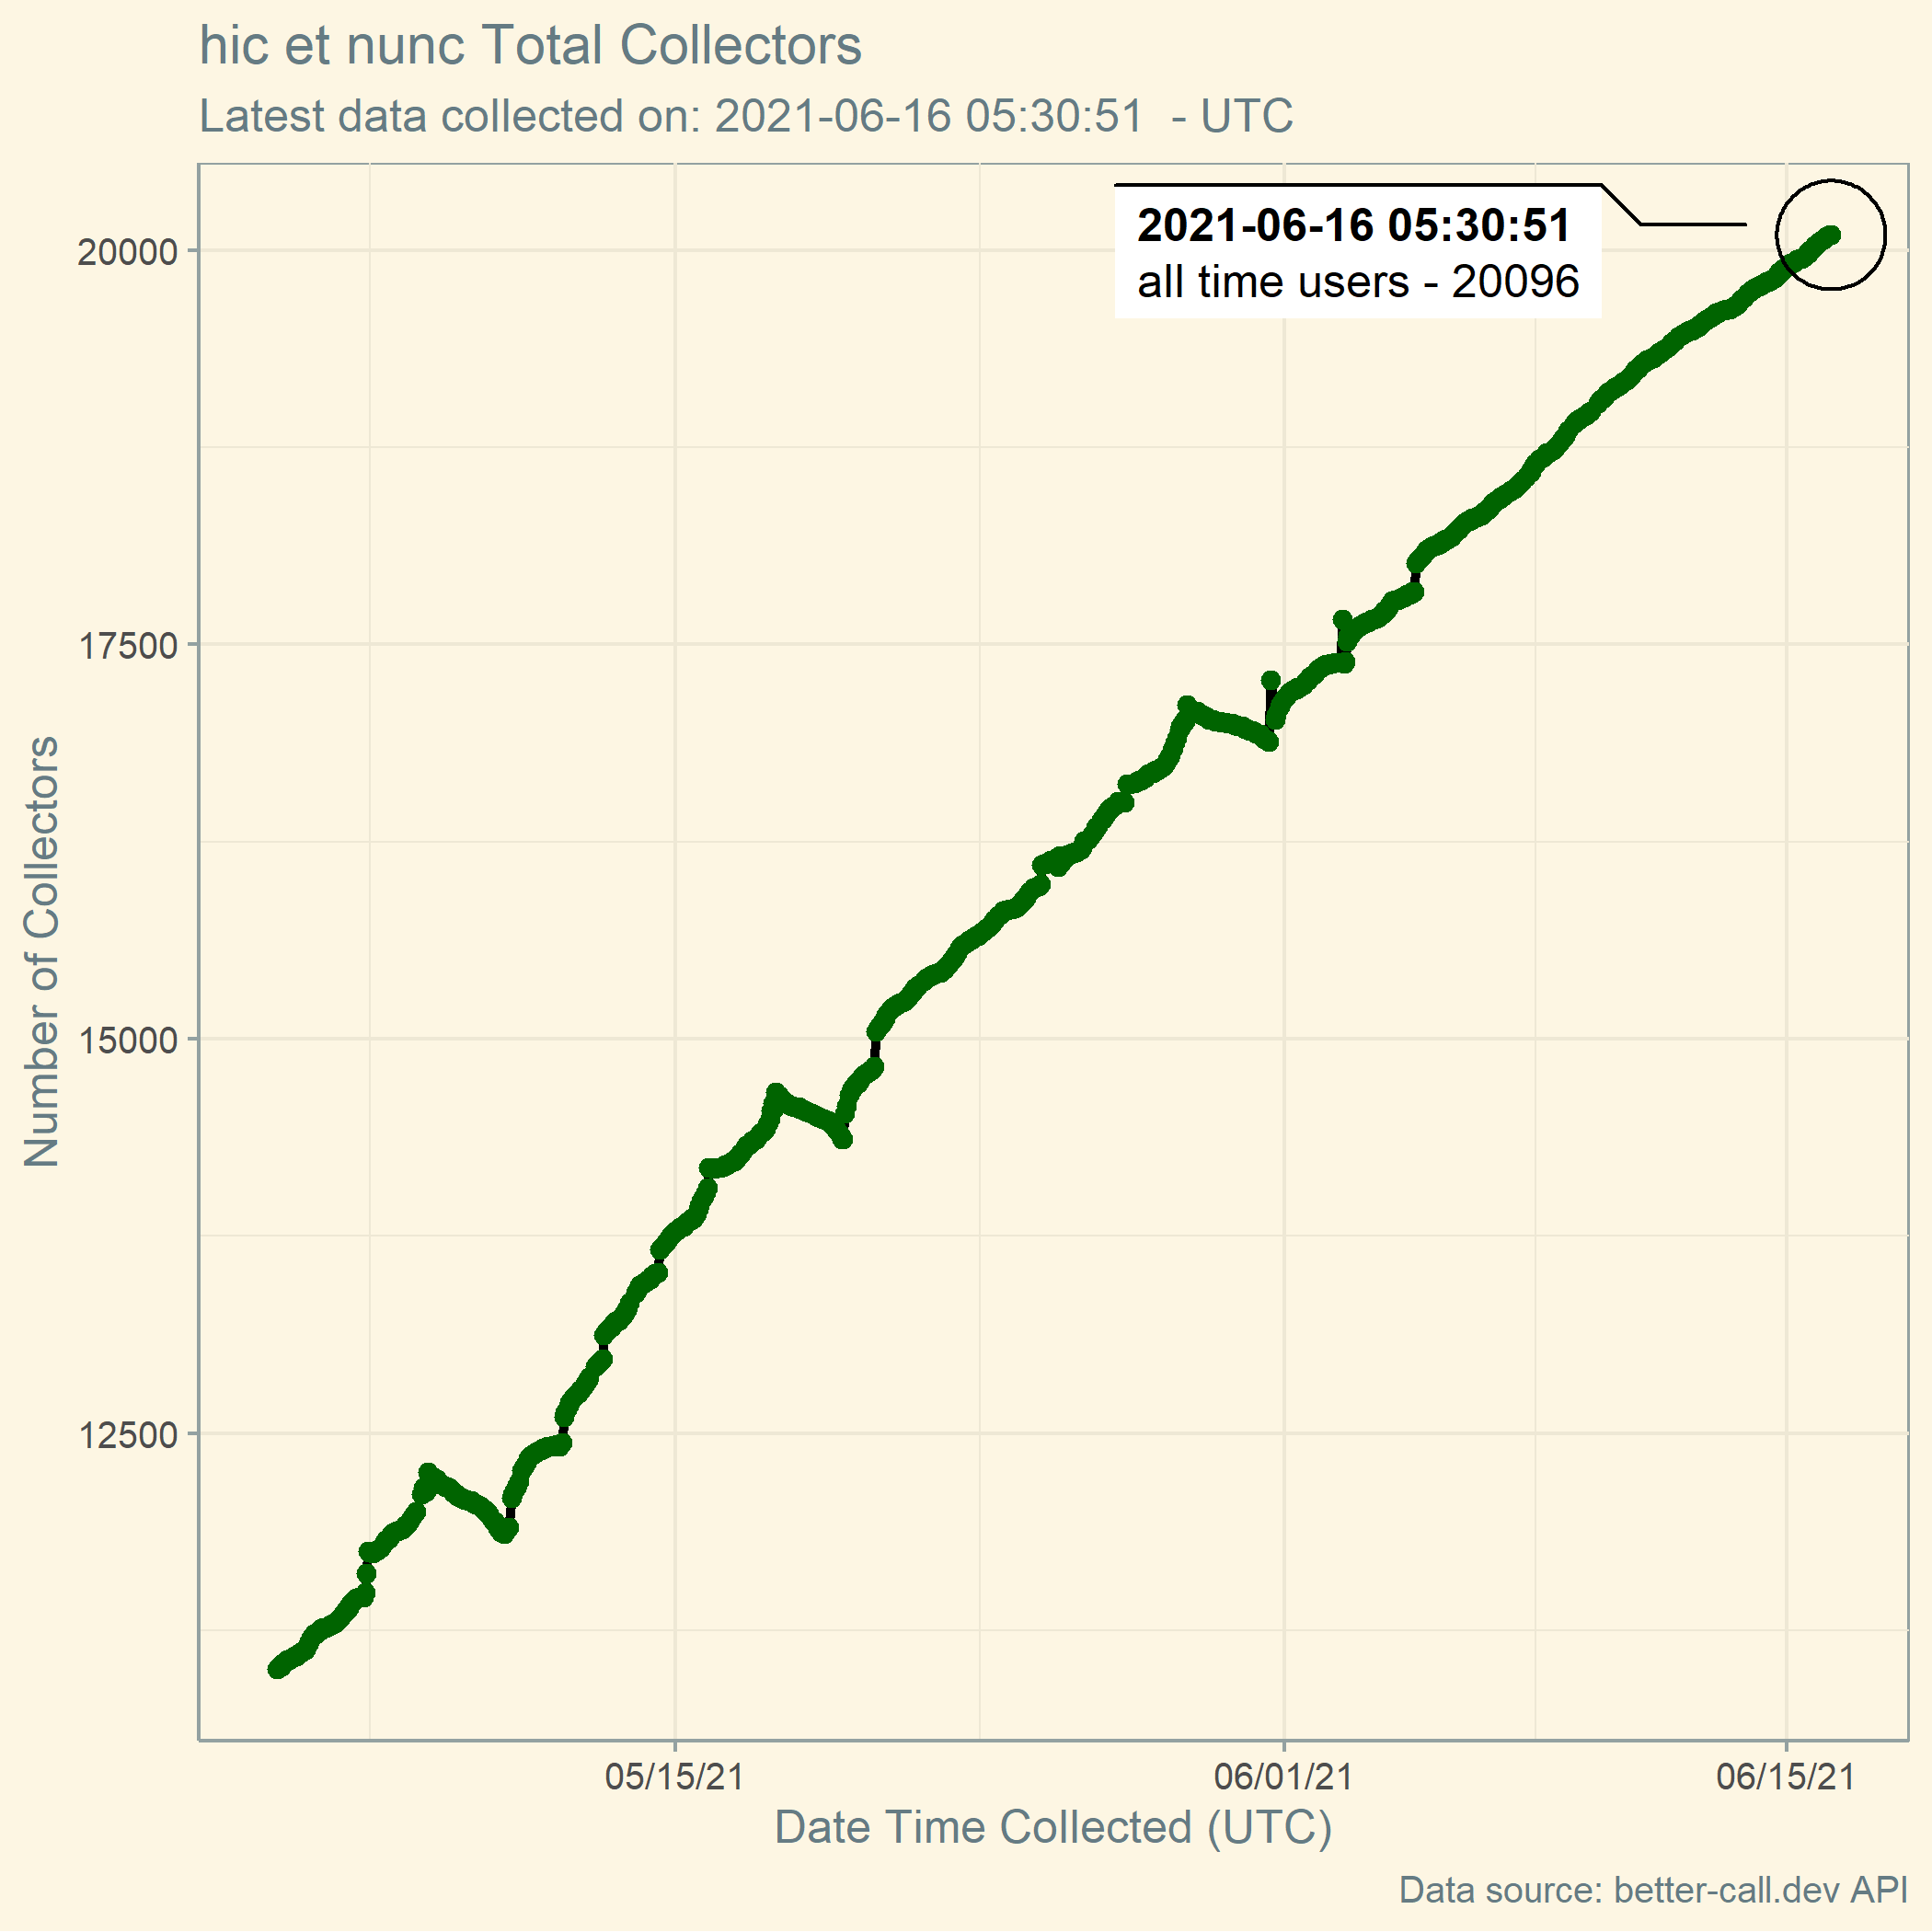 hic et nunc Total Collectors
Latest data collected on: 2021-06-16 05:30:51  - UTC
2021-06-16 05:30:51
all time users - 20096
20000
17500
15000
12500
Number of Collectors
05/15/21
06/01/21
06/15/21
Date Time Collected (UTC)
Data source: better-call.dev API